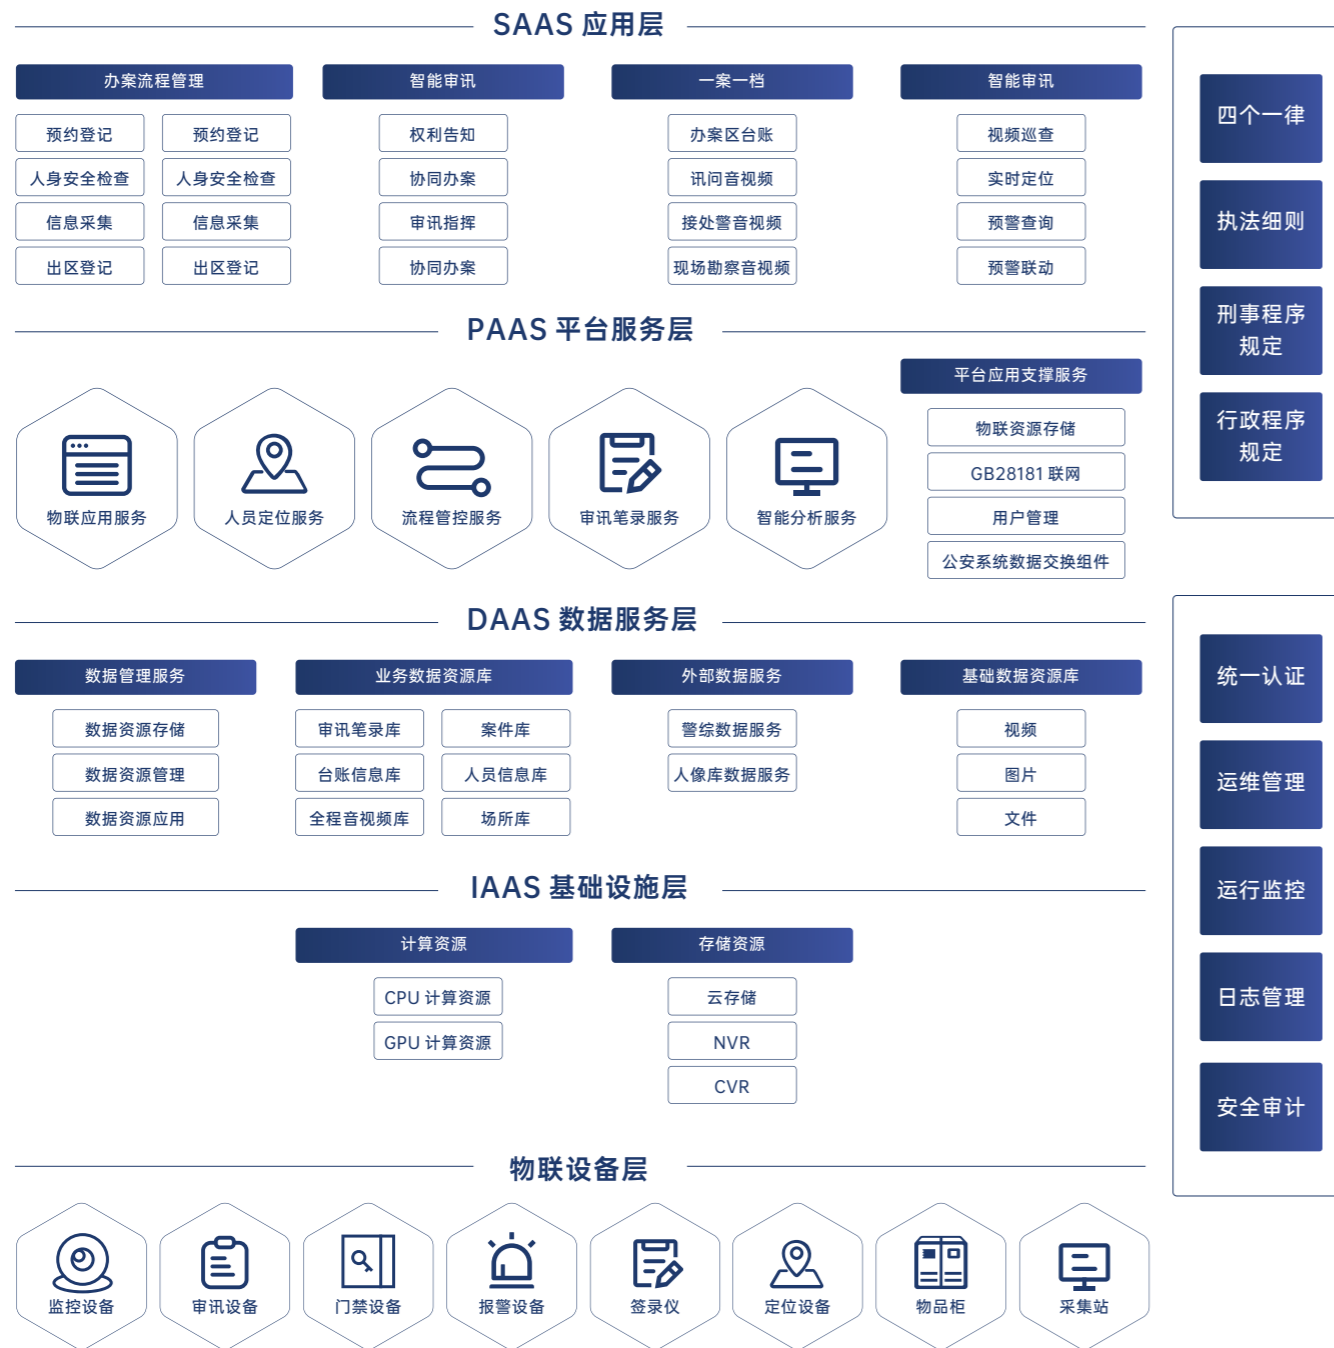 SAAS 应用层
办案流程管理
预约登记
预约登记
人身安全检查
人身安全检查
信息采集
信息采集
出区登记
出区登记
智能审讯
权利告知
协同办案
审讯指挥
协同办案
一案一档
办案区台账
讯问音视频
接处警音视频
现场勘察音视频
智能审讯
视频巡查
实时定位
预警查询
预警联动
PAAS 平台服务层
物联应用服务
人员定位服务
流程管控服务
审讯笔录服务
智能分析服务
平台应用支撑服务
物联资源存储
GB28181 联网
用户管理
公安系统数据交换组件
DAAS 数据服务层
数据管理服务
数据资源存储
数据资源管理
数据资源应用
业务数据资源库
审讯笔录库
案件库
台账信息库
人员信息库
全程音视频库
场所库
外部数据服务
警综数据服务
人像库数据服务
基础数据资源库
视频
图片
文件
IAAS 基础设施层
计算资源
CPU 计算资源
GPU 计算资源
存储资源
云存储
NVR
CVR
物联设备层
监控设备
审讯设备
门禁设备
报警设备
签录仪
定位设备
物品柜
采集站
四个一律
执法细则
刑事程序
规定
行政程序
规定
统一认证
运维管理
运行监控
日志管理
安全审计